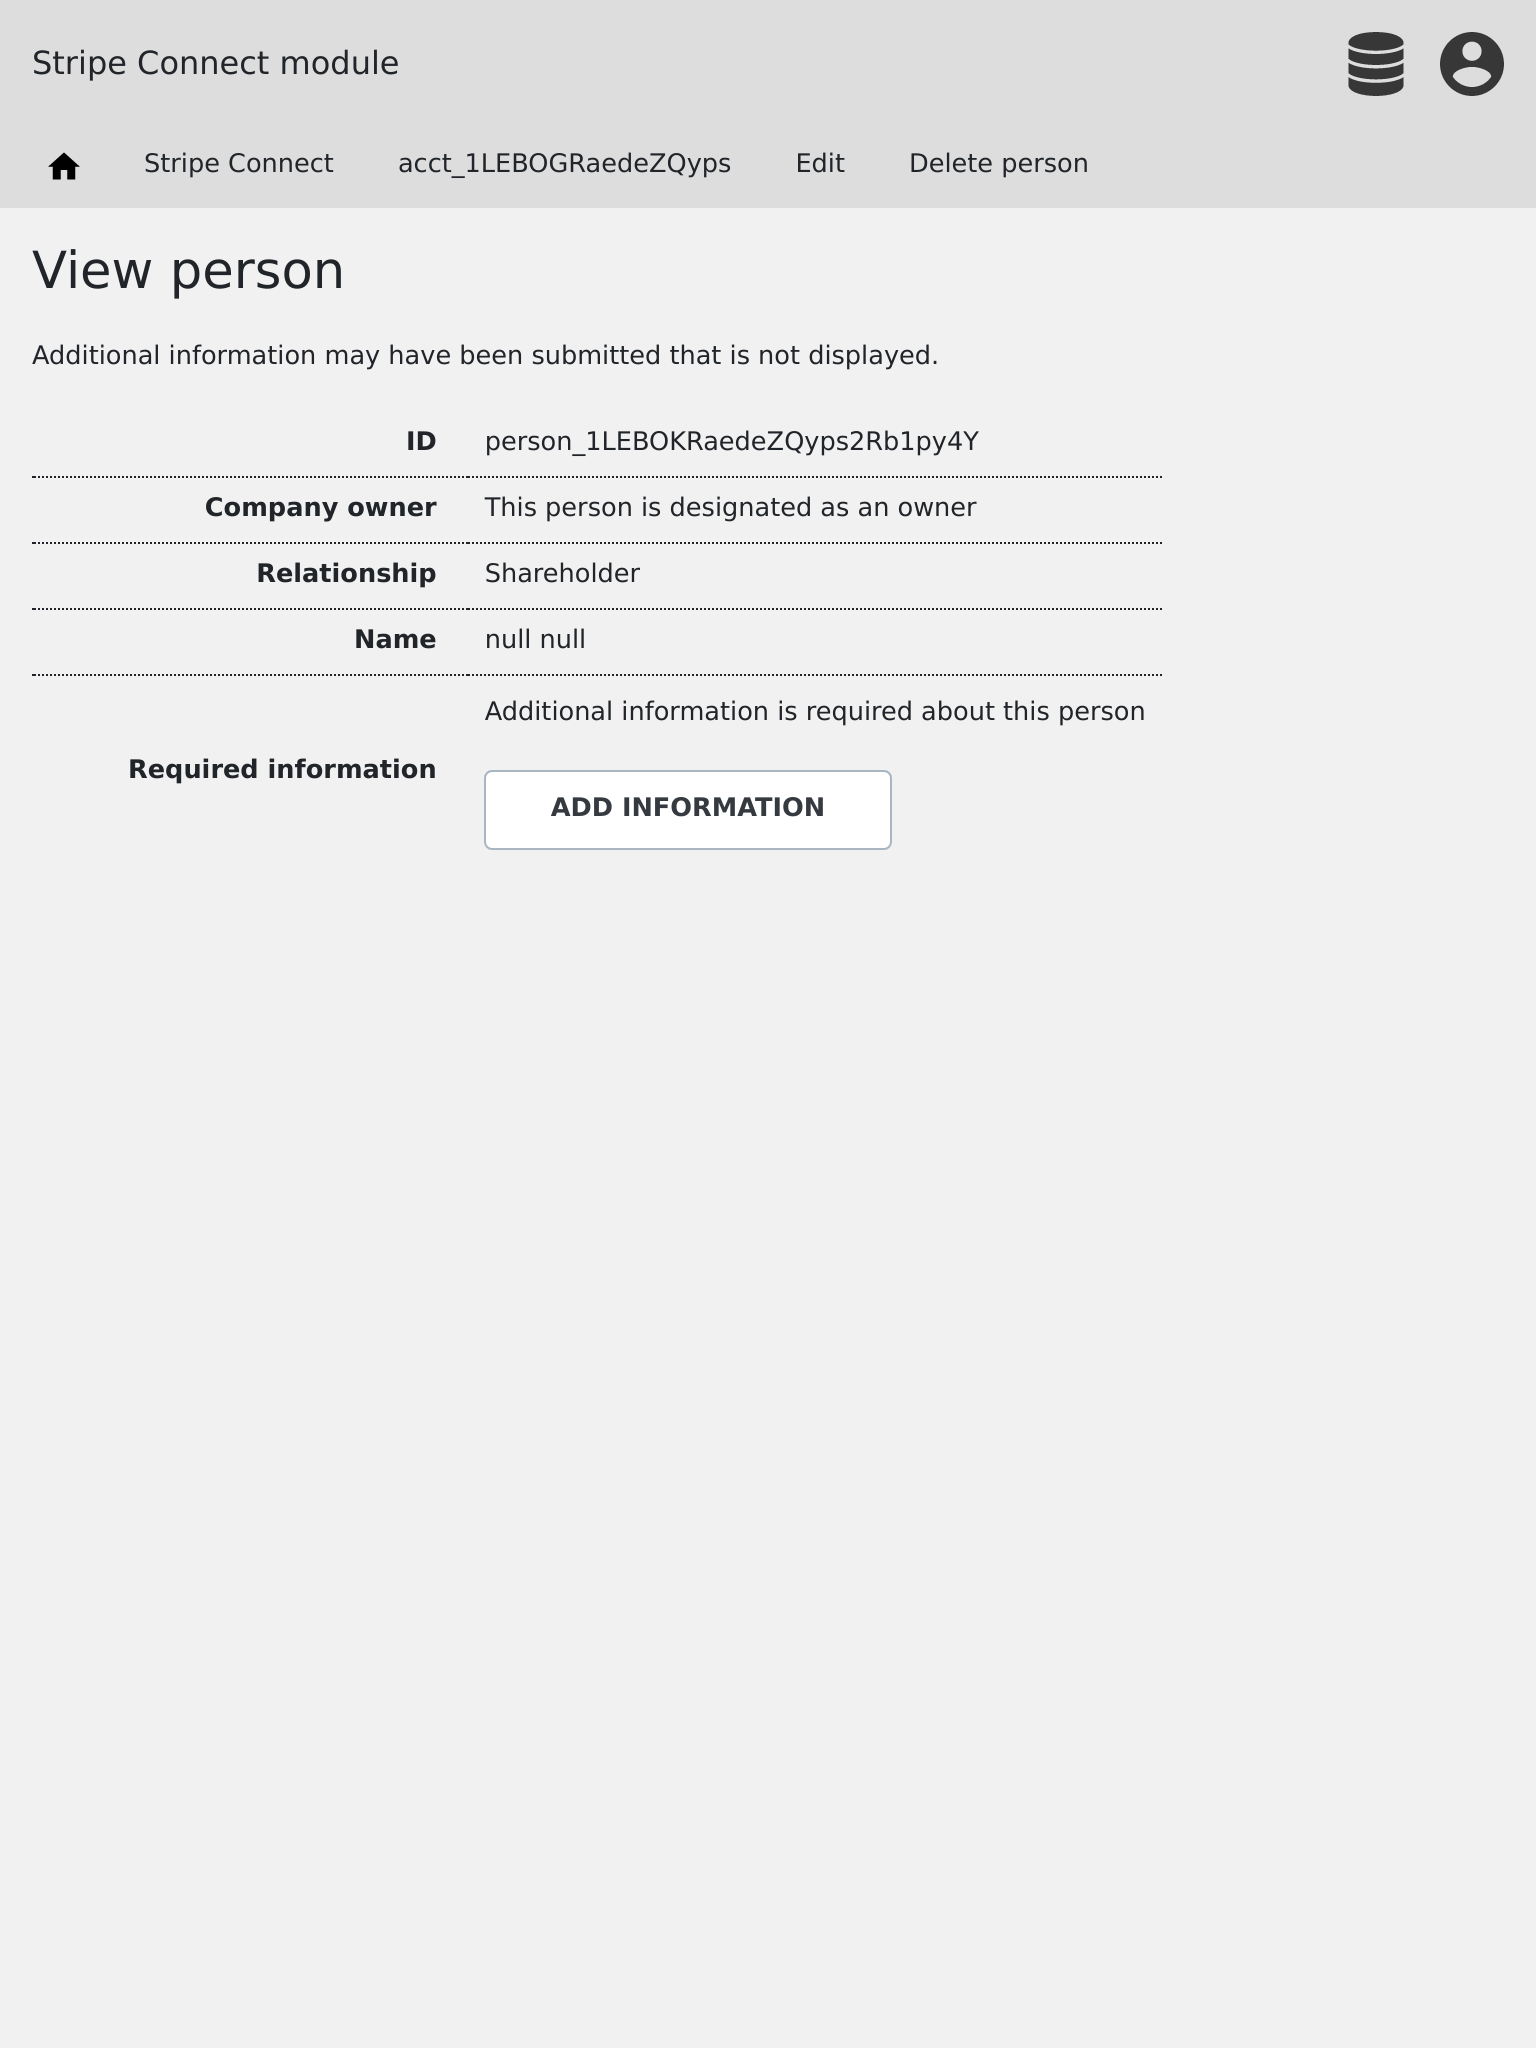 Stripe Connect module
Stripe Connect acct_1LEBOGRaedeZQyps Edit Delete person
View person
Additional information may have been submitted that is not displayed.
ID person_1LEBOKRaedeZQyps2Rb1py4Y
Company owner This person is designated as an owner
Relationship Shareholder
Name null null
Additional information is required about this person
Required information
ADD INFORMATION